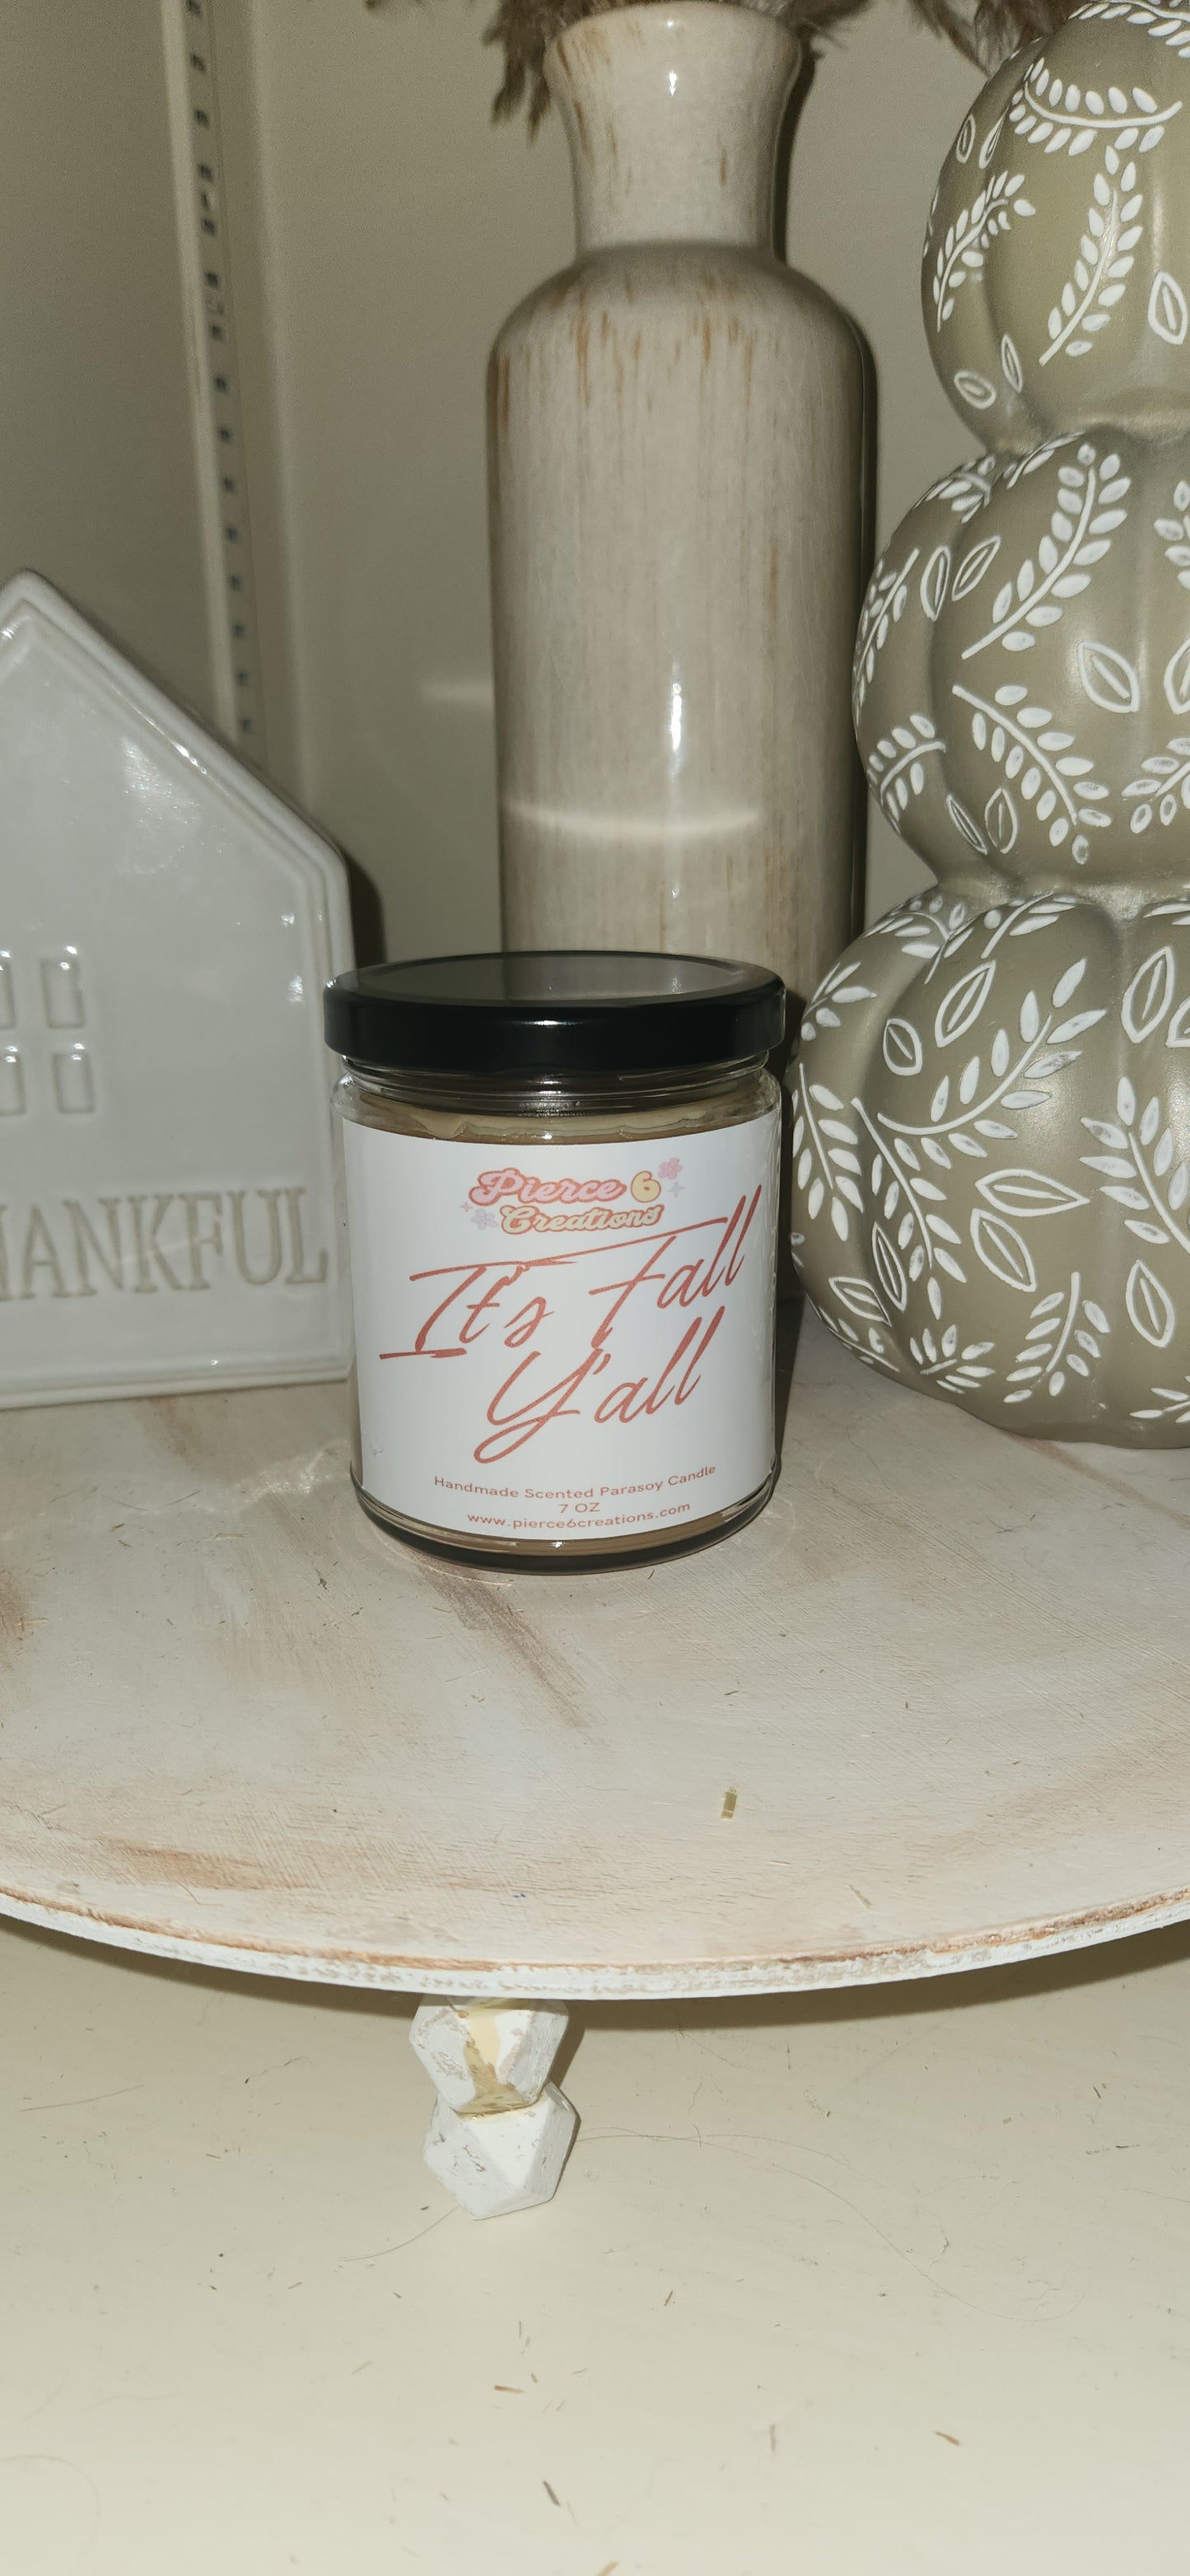 HANKFUL
Pierce 6
Creations
It's Fall
Y'all
Handmade Scented Parasoy Candle
7 OZ
www.pierce6creations.com